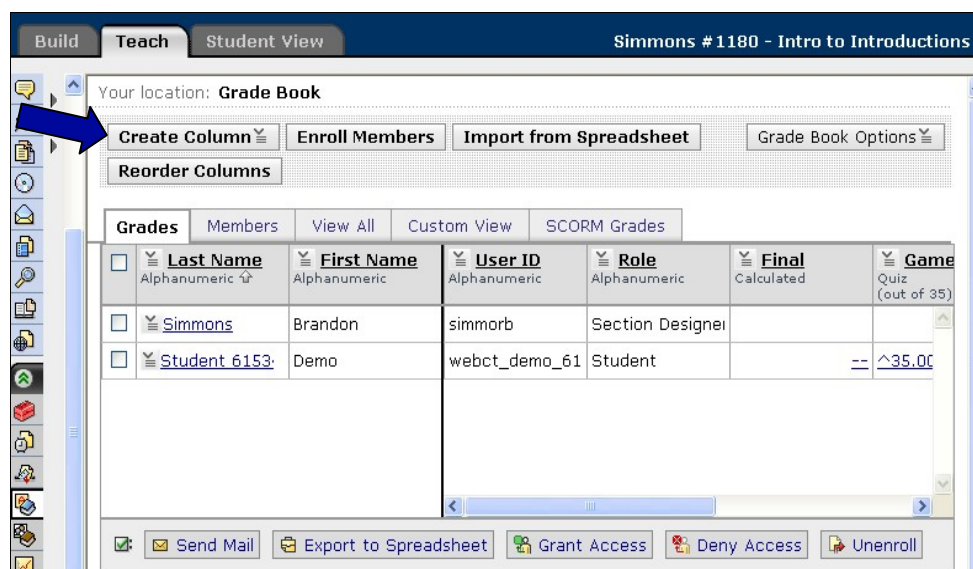 Build Teach Student View Simmons #1180 - Intro to Introductions
Your location: Grade Book
Create Column Enroll Members Import from Spreadsheet Grade Book Options
Reorder Columns
Grades Members View All Custom View SCORM Grades
Last Name First Name User ID Role Final Game
Alphanumeric Alphanumeric Alphanumeric Alphanumeric Calculated Quiz
(out of 35)
Simmons Brandon simmorb Section Designer
Student 6153 Demo webct_demo_61 Student -- ^35.00
Send Mail Export to Spreadsheet Grant Access Deny Access Unenroll